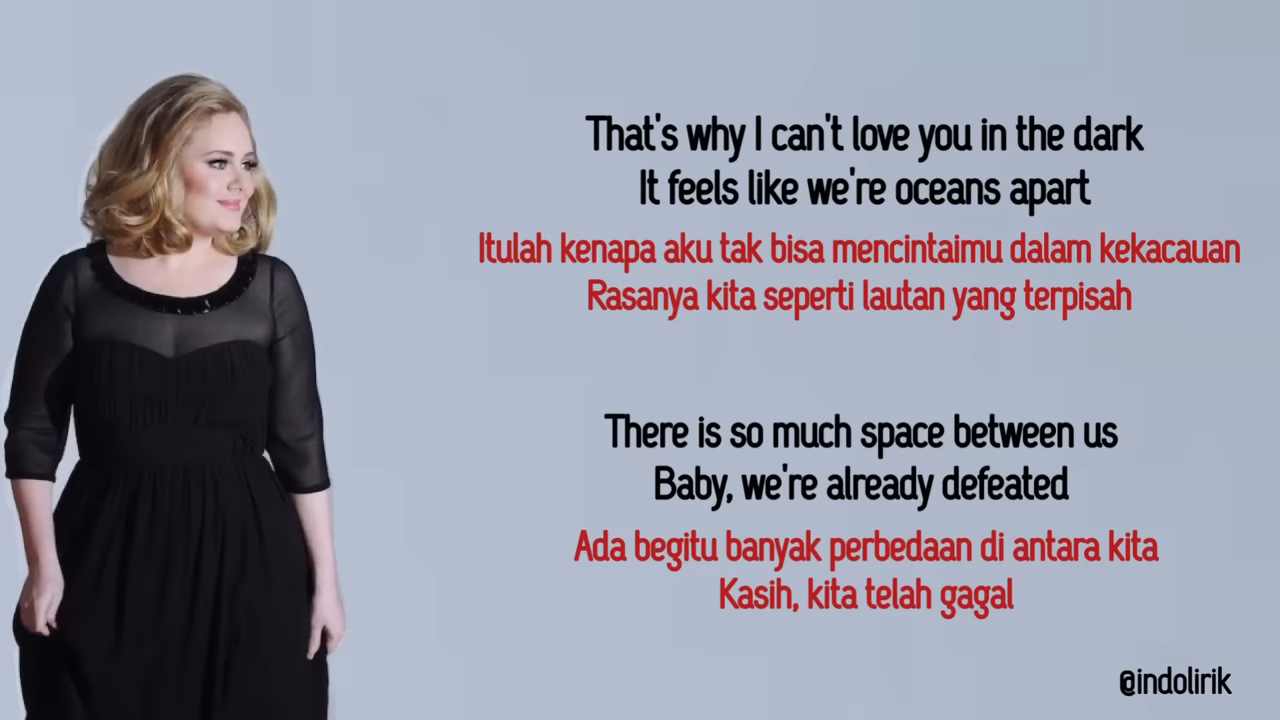 That's why I can't love you in the dark
It feels like we're oceans apart
Itulah kenapa aku tak bisa mencintaimu dalam kekacauan
Rasanya kita seperti lautan yang terpisah
There is so much space between us
Baby, we're already defeated
Ada begitu banyak perbedaan di antara kita
Kasih, kita telah gagal
@indolirik